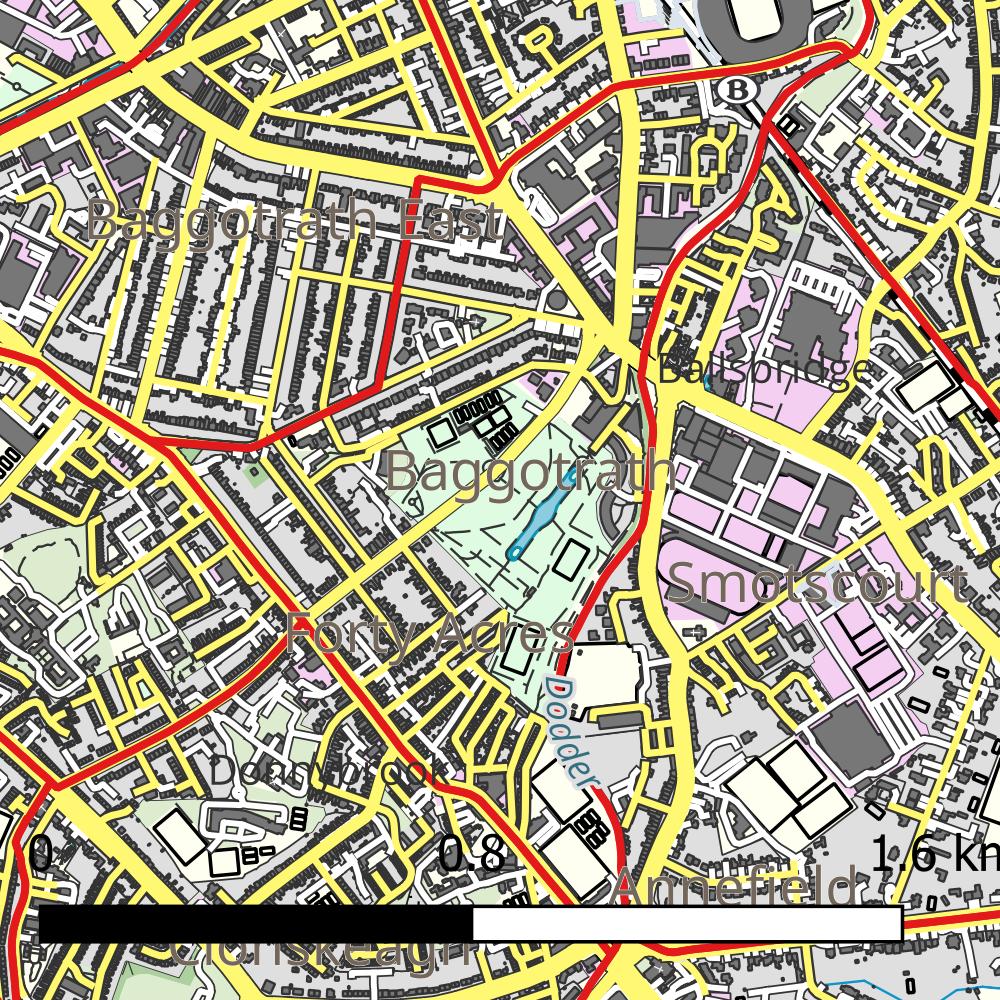 B
Baggotrath East
Ballsbridge
Baggotrath
Smotscourt
Forty Acres
Dodder
Donnybrook
0 0.8 1.6 km
Annefield
Clonskeagh